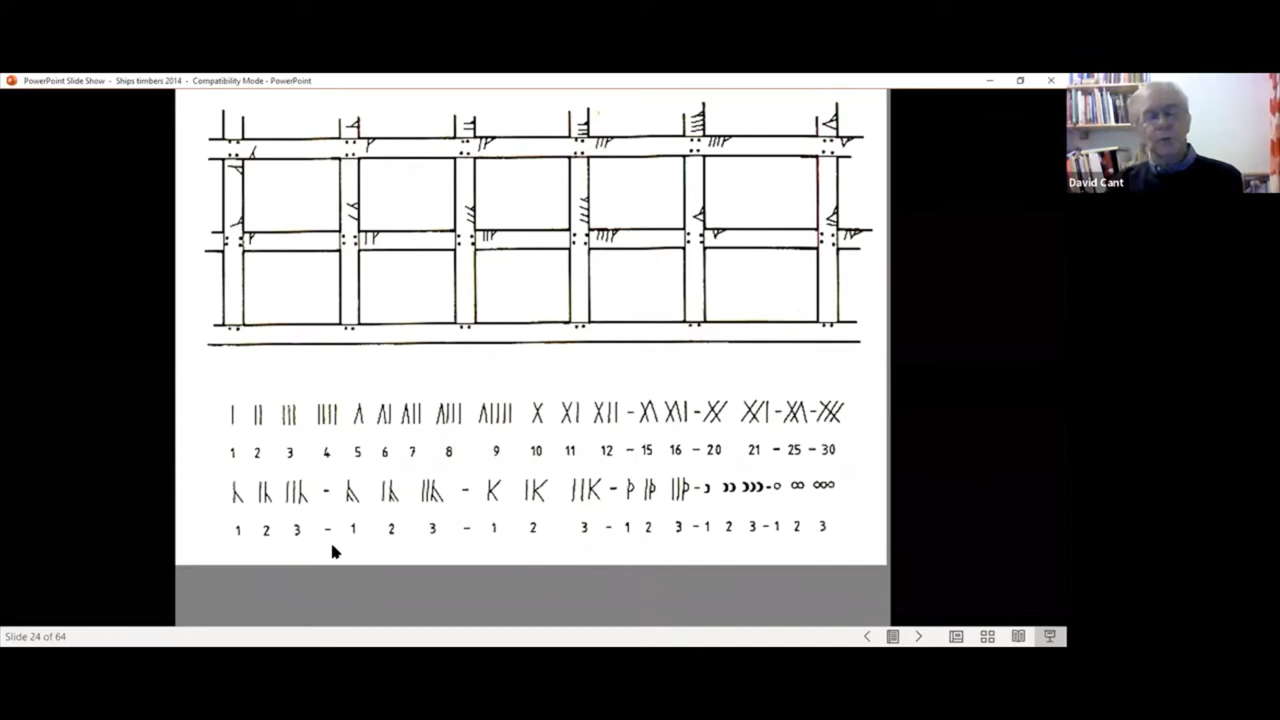 PowerPoint Slide Show - Ships timbers 2014 - Compatibility Mode - PowerPoint
David Cant
1 2 3 4 5 6 7 8 9 10 11 12 - 15 16 - 20 21 - 25 - 30
1 2 3 - 1 2 3 - 1 2 3 - 1 2 3 - 1 2 3 - 1 2 3
Slide 24 of 64